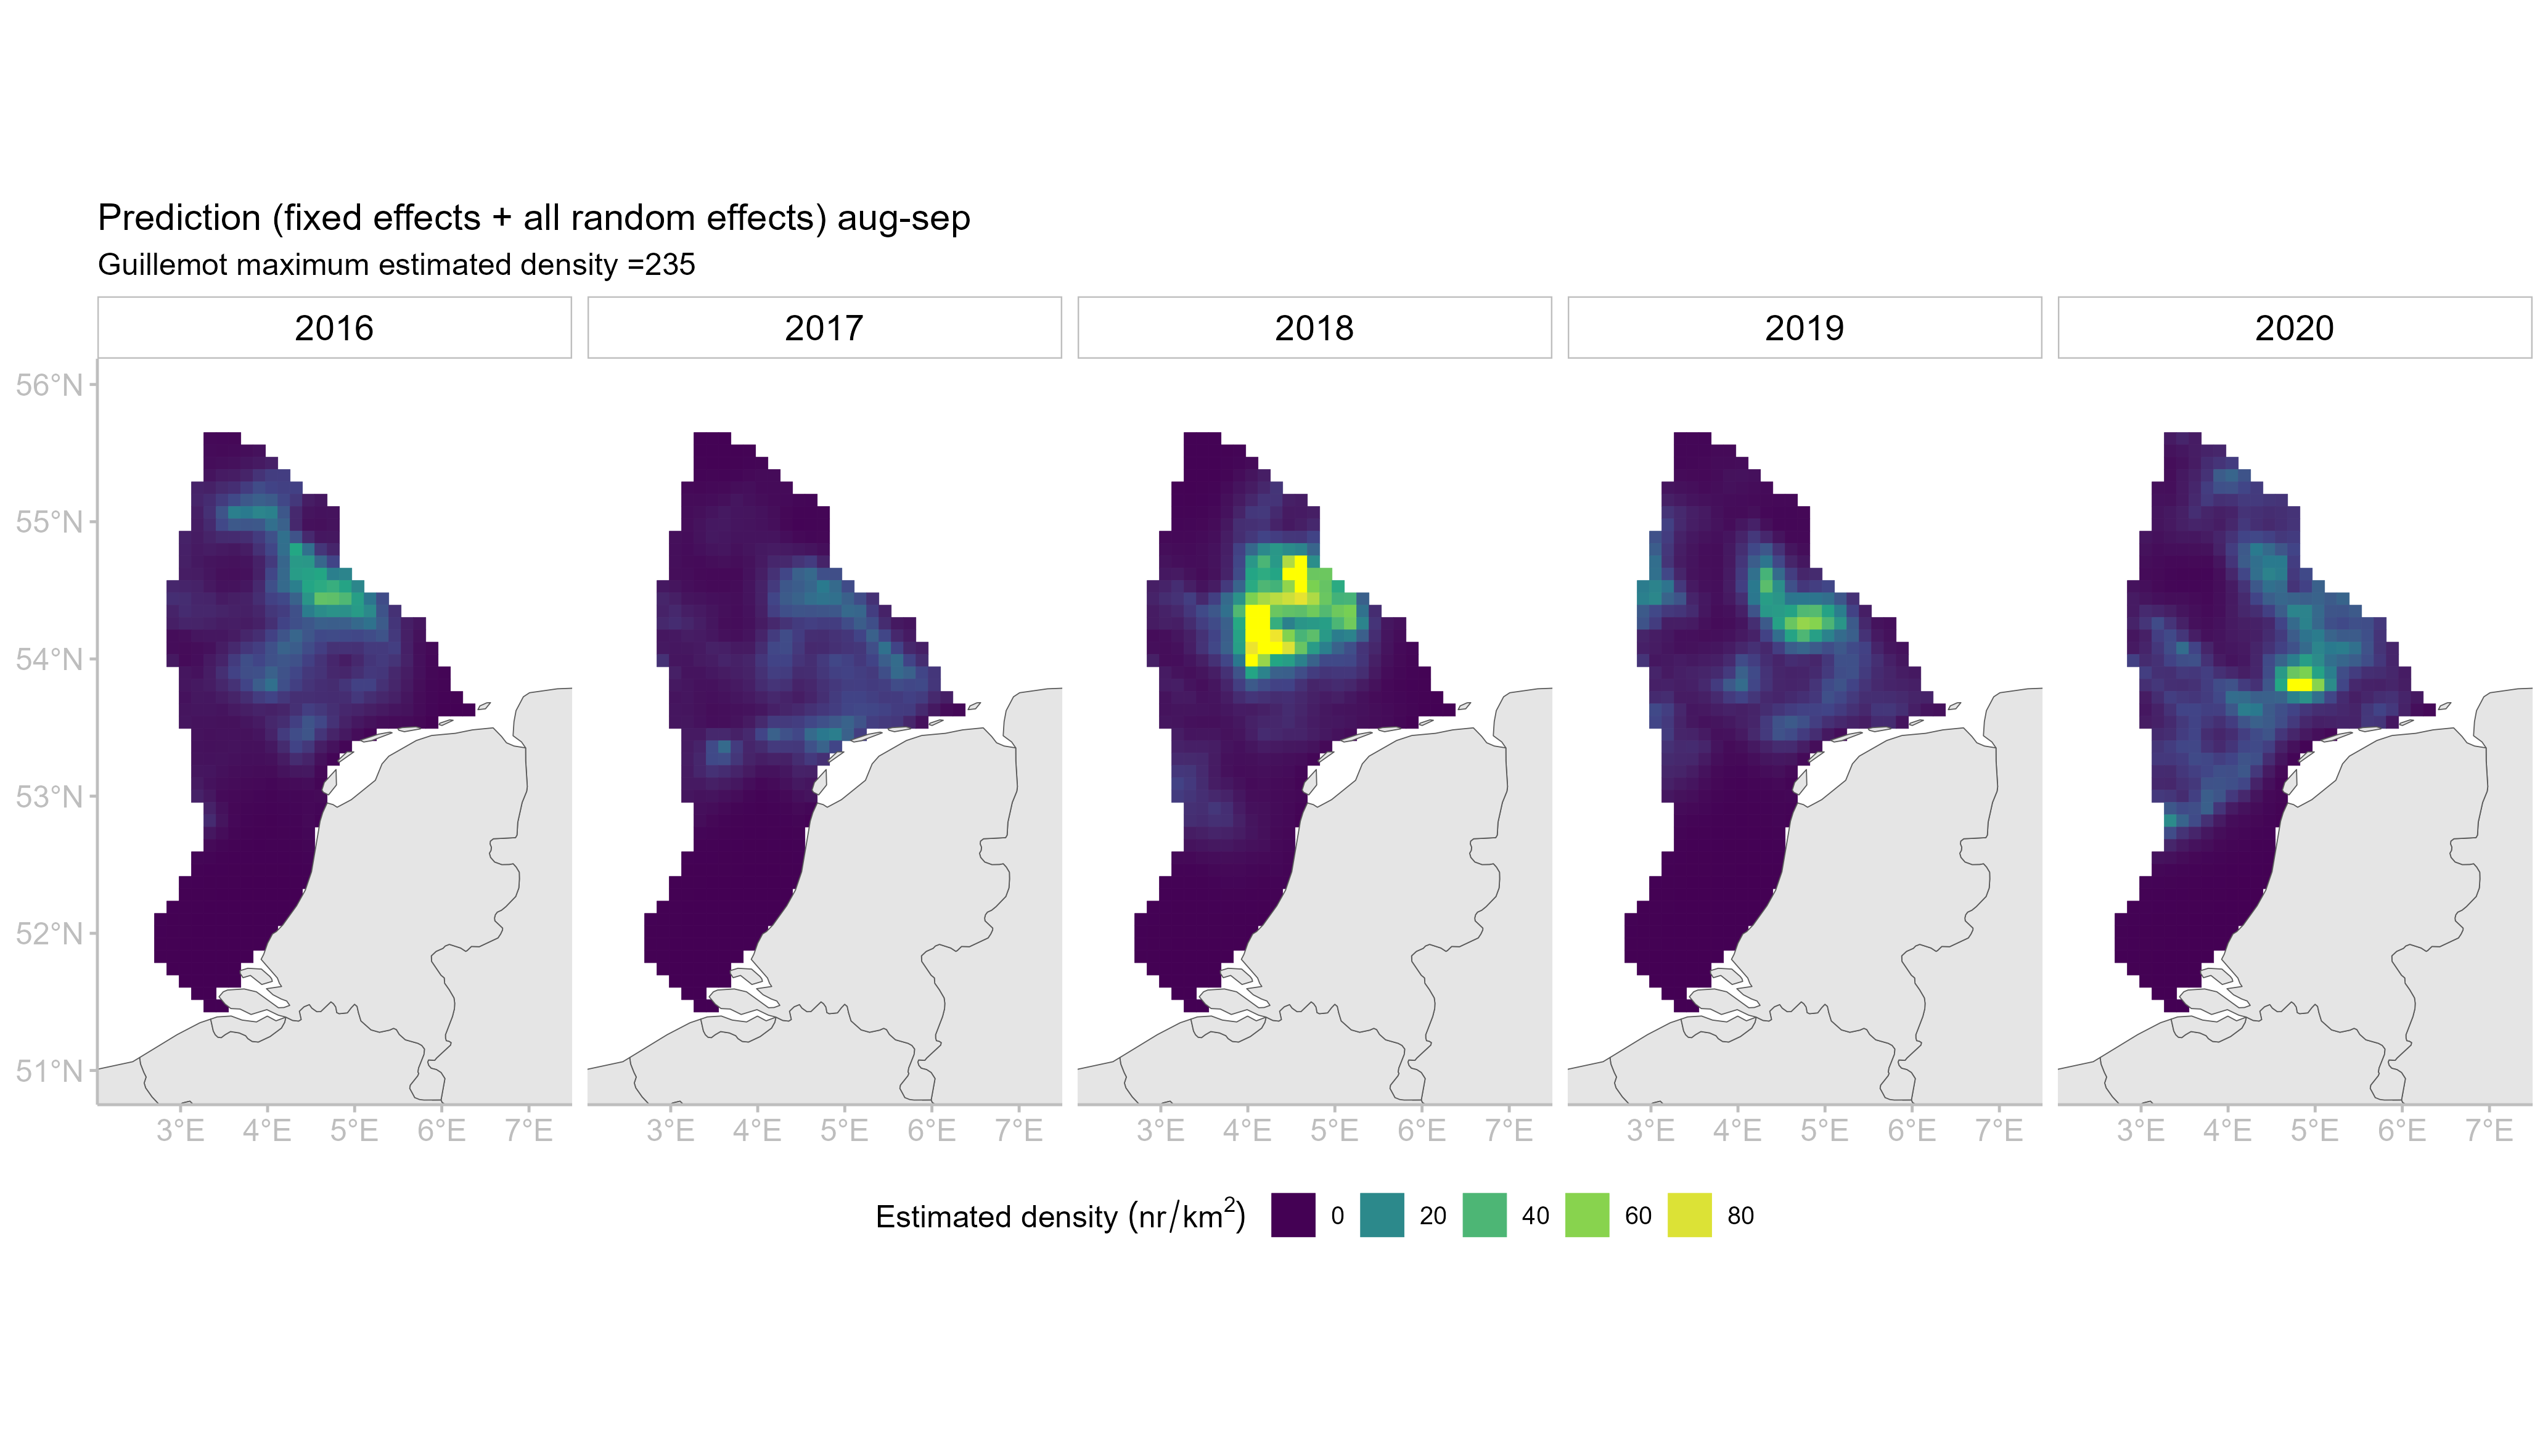 Prediction (fixed effects + all random effects) aug-sep
Guillemot maximum estimated density =235
2016 2017 2018 2019 2020
56°N
55°N
54°N
53°N
52°N
51°N
3°E 4°E 5°E 6°E 7°E 3°E 4°E 5°E 6°E 7°E 3°E 4°E 5°E 6°E 7°E 3°E 4°E 5°E 6°E 7°E 3°E 4°E 5°E 6°E 7°E
Estimated density (nr/km²) 0 20 40 60 80